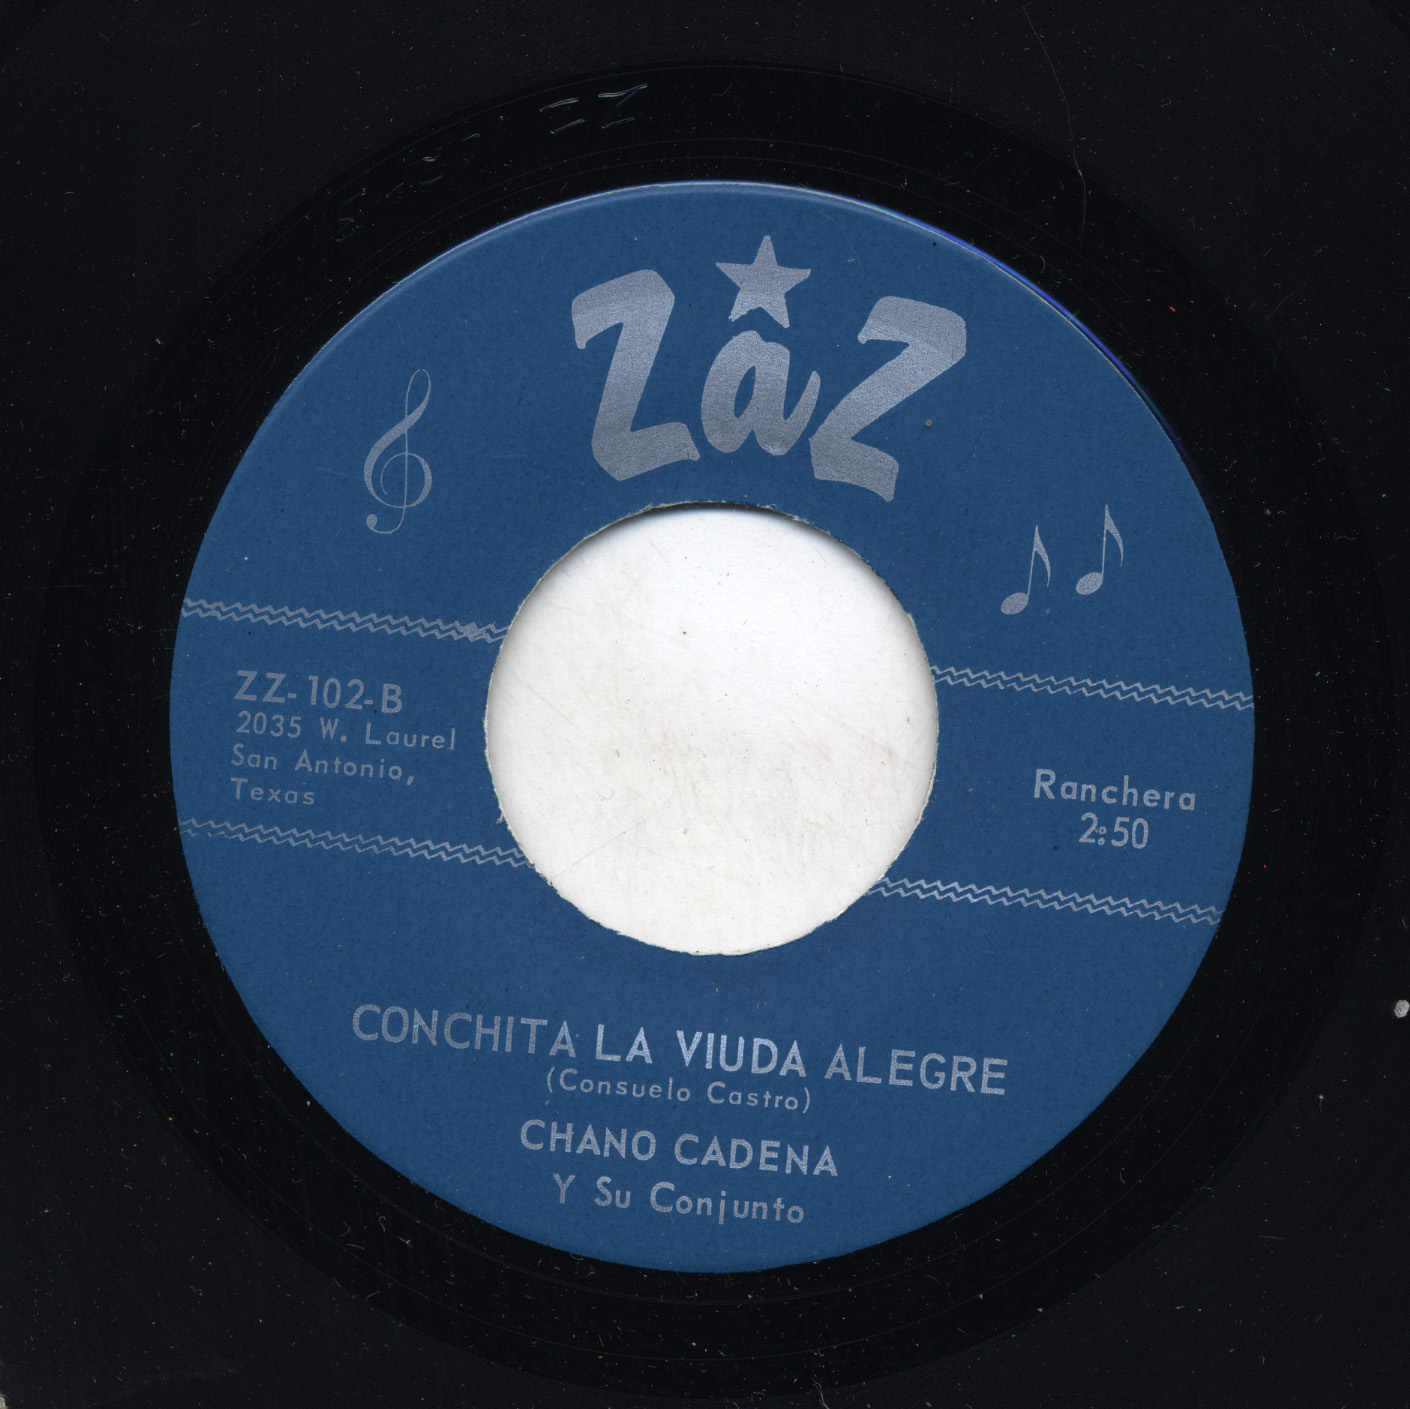 ZaZ
ZZ-102-B
2035 W. Laurel
San Antonio,
Texas
Ranchera
2:50
CONCHITA LA VIUDA ALEGRE
(Consuelo Castro)
CHANO CADENA
Y Su Conjunto